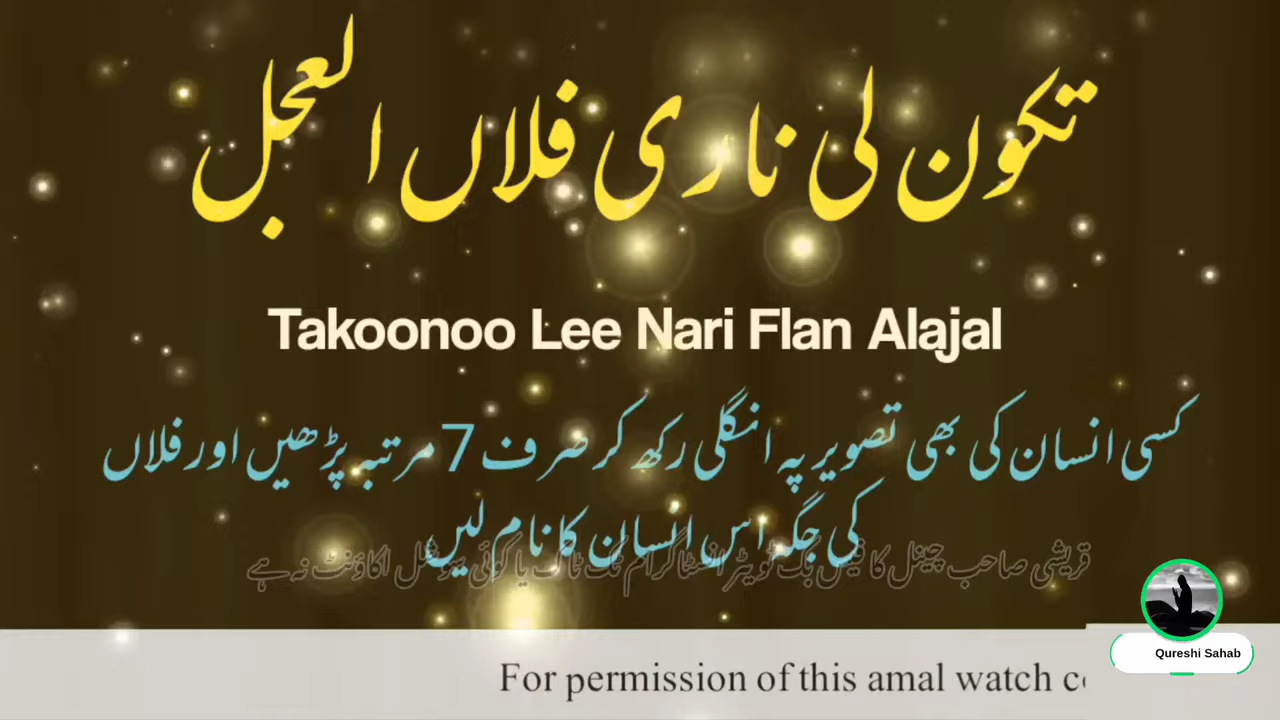 تکون لی ناری فلاں العجل
Takoonoo Lee Nari Flan Alajal
کسی انسان کی بھی تصویر پہ انگلی رکھ کر صرف 7 مرتبہ پڑھیں اور فلاں
کی جگہ اس انسان کا نام لیں
قریشی صاحب چینل کا فیس بک ٹویٹر انسٹاگرام ٹک ٹاک یا کوئی سوشل اکاؤنٹ نہ ہے
Qureshi Sahab
For permission of this amal watch c